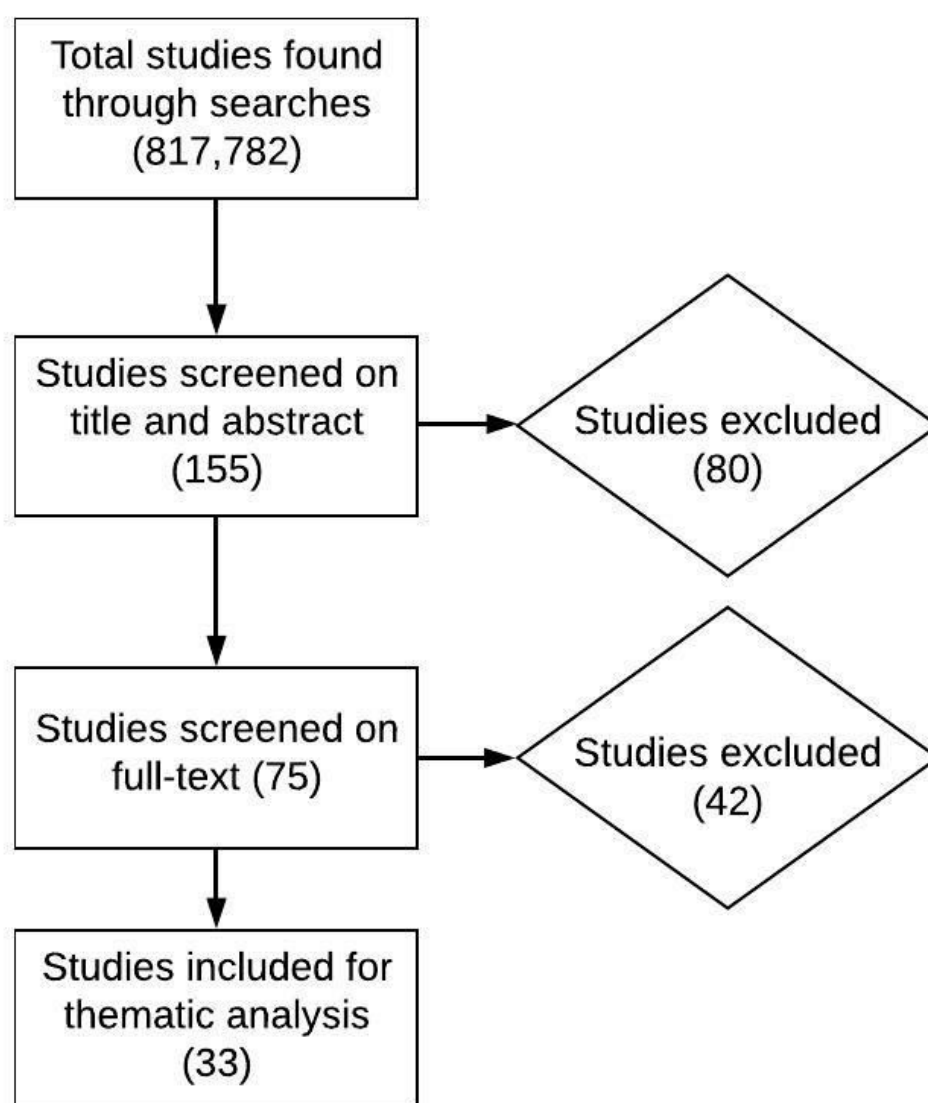 Total studies found
through searches
(817,782)
Studies screened on
title and abstract
(155)
Studies excluded
(80)
Studies screened on
full-text (75)
Studies excluded
(42)
Studies included for
thematic analysis
(33)